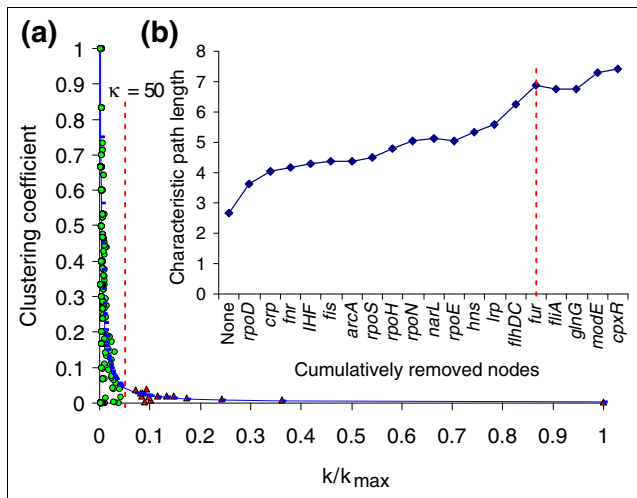 (a)
(b)
κ = 50
Clustering coefficient
1
0.9
0.8
0.7
0.6
0.5
0.4
0.3
0.2
0.1
0
0 0.1 0.2 0.3 0.4 0.5 0.6 0.7 0.8 0.9 1
k/kmax
Characteristic path length
8
7
6
5
4
3
2
1
0
None
rpoD
crp
fnr
IHF
fis
arcA
rpoS
rpoH
rpoN
narL
rpoE
hns
lrp
flhDC
fur
fliA
glnG
modE
cpxR
Cumulatively removed nodes